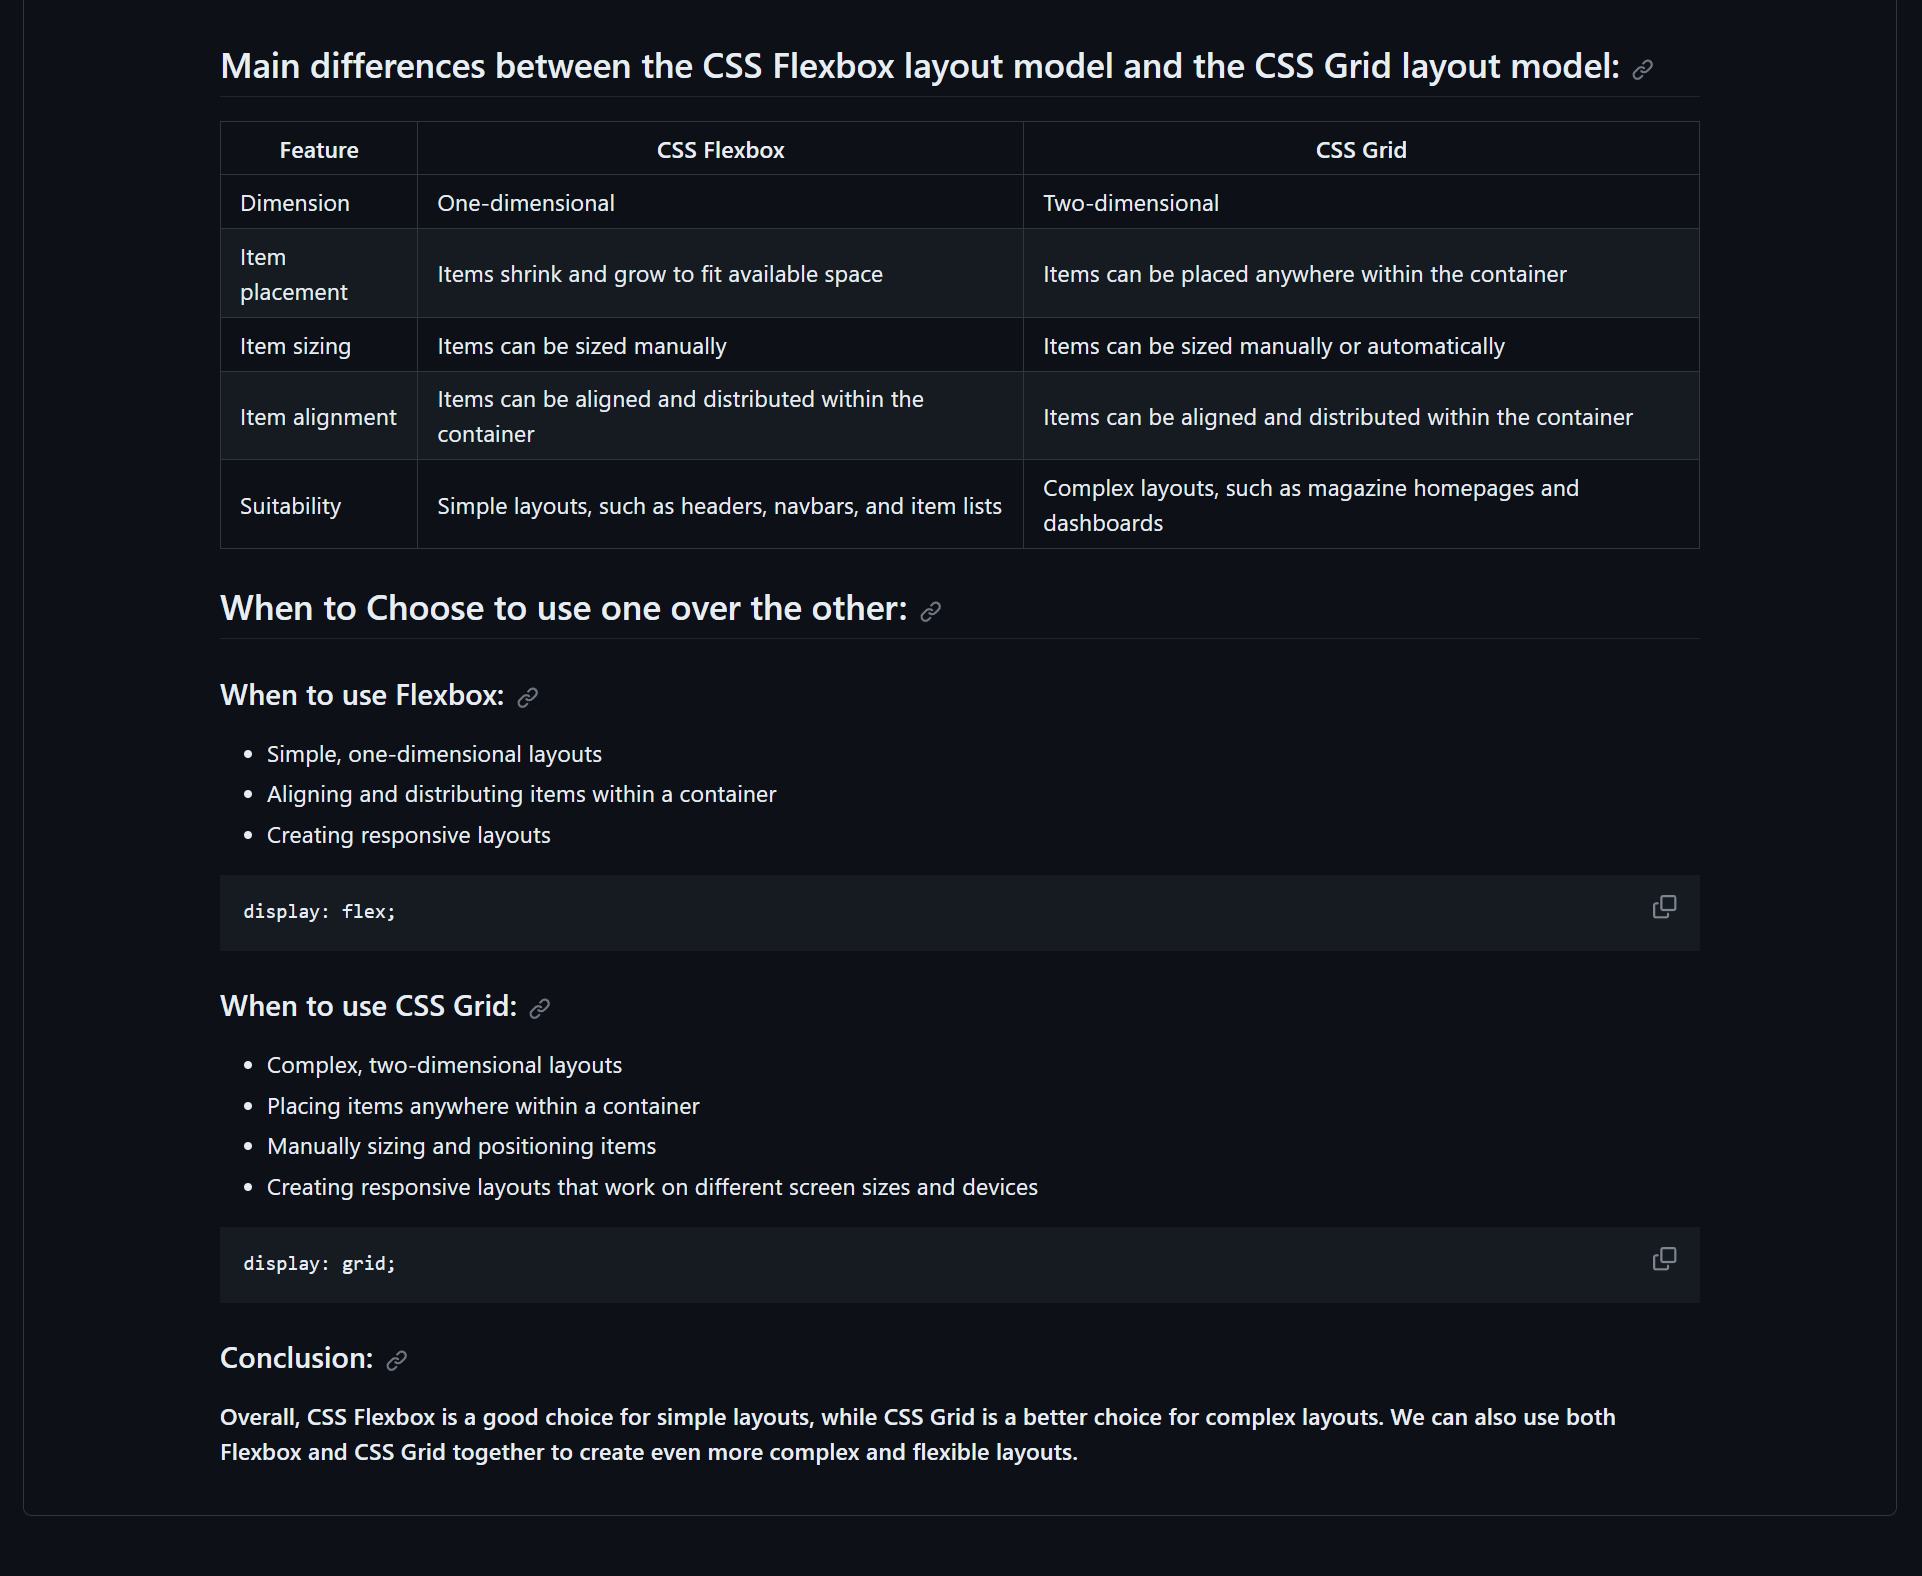 Main differences between the CSS Flexbox layout model and the CSS Grid layout model:
Feature CSS Flexbox CSS Grid
Dimension One-dimensional Two-dimensional
Item
placement Items shrink and grow to fit available space Items can be placed anywhere within the container
Item sizing Items can be sized manually Items can be sized manually or automatically
Item alignment Items can be aligned and distributed within the
container Items can be aligned and distributed within the container
Suitability Simple layouts, such as headers, navbars, and item lists Complex layouts, such as magazine homepages and
dashboards
When to Choose to use one over the other:
When to use Flexbox:
Simple, one-dimensional layouts
Aligning and distributing items within a container
Creating responsive layouts
display: flex;
When to use CSS Grid:
Complex, two-dimensional layouts
Placing items anywhere within a container
Manually sizing and positioning items
Creating responsive layouts that work on different screen sizes and devices
display: grid;
Conclusion:
Overall, CSS Flexbox is a good choice for simple layouts, while CSS Grid is a better choice for complex layouts. We can also use both
Flexbox and CSS Grid together to create even more complex and flexible layouts.